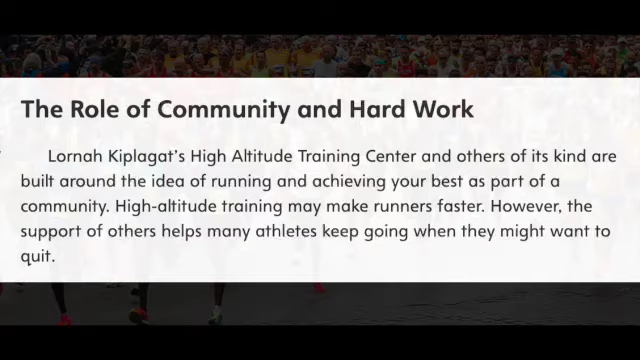 The Role of Community and Hard Work
Lornah Kiplagat's High Altitude Training Center and others of its kind are
built around the idea of running and achieving your best as part of a
community. High-altitude training may make runners faster. However, the
support of others helps many athletes keep going when they might want to
quit.